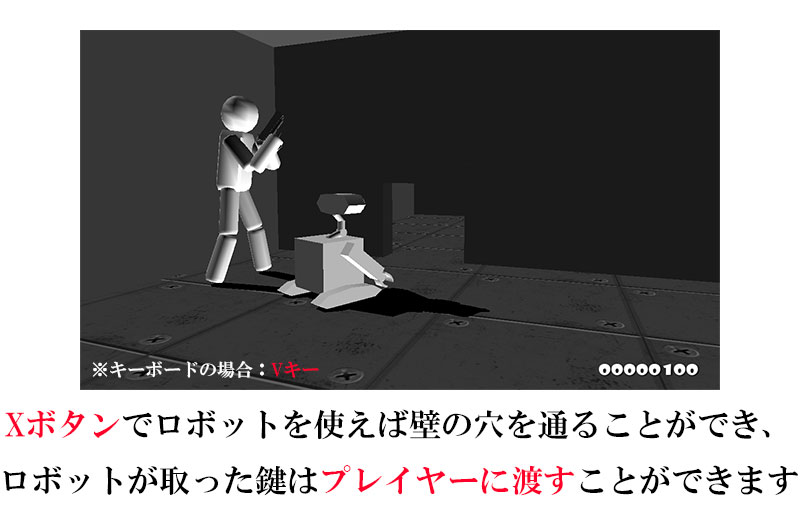 ※キーボードの場合：Vキー
00000100
Xボタンでロボットを使えば壁の穴を通ることができ、
ロボットが取った鍵はプレイヤーに渡すことができます